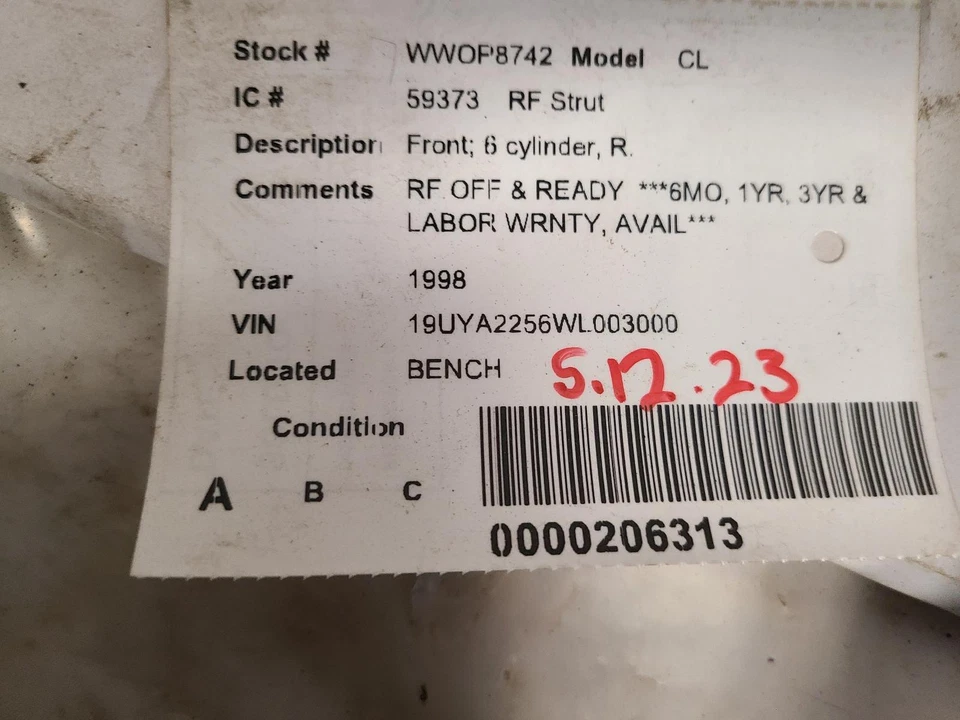 Stock # WWOP8742 Model CL
IC # 59373 RF Strut
Description Front; 6 cylinder, R.
Comments RF OFF & READY ***6MO, 1YR, 3YR &
LABOR WRNTY, AVAIL***
Year 1998
VIN 19UYA2256WL003000
Located BENCH 5.12.23
Condition
A B C
0000206313